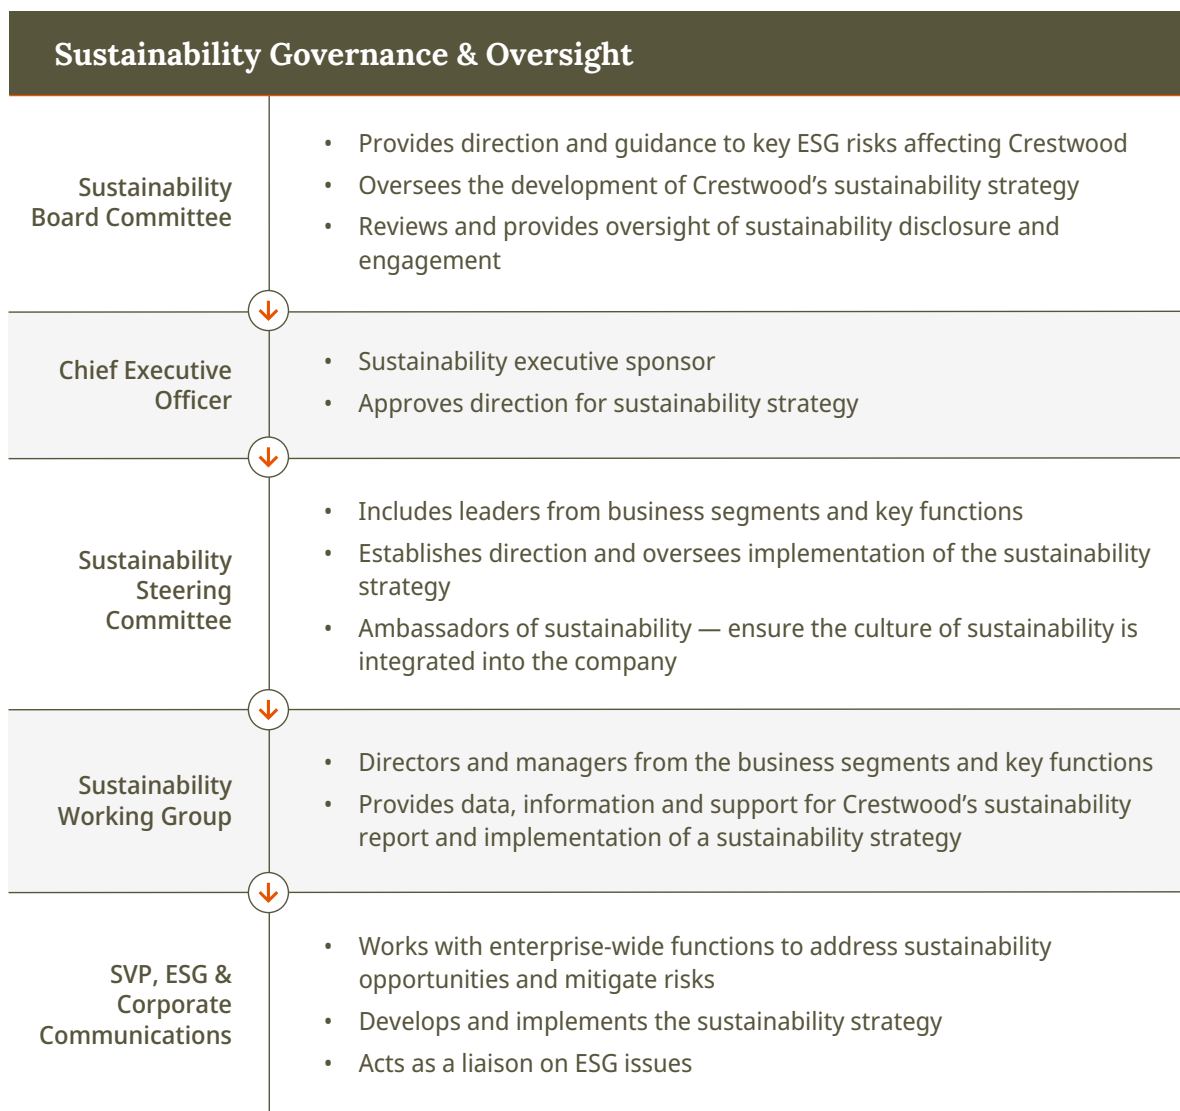 Sustainability Governance & Oversight
Sustainability
Board Committee
• Provides direction and guidance to key ESG risks affecting Crestwood
• Oversees the development of Crestwood’s sustainability strategy
• Reviews and provides oversight of sustainability disclosure and
engagement
Chief Executive
Officer
• Sustainability executive sponsor
• Approves direction for sustainability strategy
Sustainability
Steering
Committee
• Includes leaders from business segments and key functions
• Establishes direction and oversees implementation of the sustainability
strategy
• Ambassadors of sustainability — ensure the culture of sustainability is
integrated into the company
Sustainability
Working Group
• Directors and managers from the business segments and key functions
• Provides data, information and support for Crestwood’s sustainability
report and implementation of a sustainability strategy
SVP, ESG &
Corporate
Communications
• Works with enterprise-wide functions to address sustainability
opportunities and mitigate risks
• Develops and implements the sustainability strategy
• Acts as a liaison on ESG issues